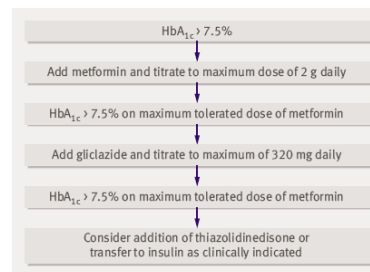 HbA1c > 7.5%
Add metformin and titrate to maximum dose of 2 g daily
HbA1c > 7.5% on maximum tolerated dose of metformin
Add gliclazide and titrate to maximum of 320 mg daily
HbA1c > 7.5% on maximum tolerated dose of metformin
Consider addition of thiazolidinedisone or
transfer to insulin as clinically indicated